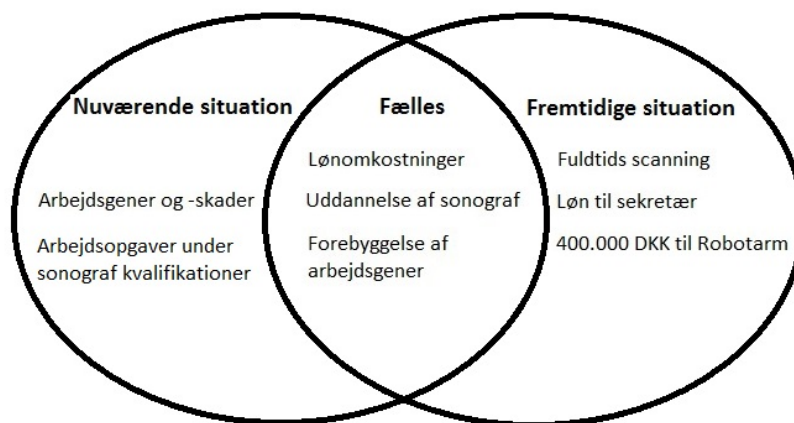 Nuværende situation
Arbejdsgener og -skader
Arbejdsopgaver under
sonograf kvalifikationer
Fælles
Lønomkostninger
Uddannelse af sonograf
Forebyggelse af
arbejdsgener
Fremtidige situation
Fuldtids scanning
Løn til sekretær
400.000 DKK til Robotarm